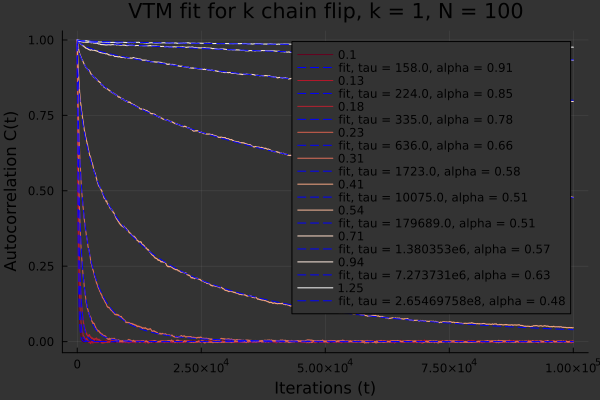 VTM fit for k chain flip, k = 1, N = 100
Autocorrelation C(t)
1.00
0.75
0.50
0.25
0.00
0.1
fit, tau = 158.0, alpha = 0.91
0.13
fit, tau = 224.0, alpha = 0.85
0.18
fit, tau = 335.0, alpha = 0.78
0.23
fit, tau = 636.0, alpha = 0.66
0.31
fit, tau = 1723.0, alpha = 0.58
0.41
fit, tau = 10075.0, alpha = 0.51
0.54
fit, tau = 179689.0, alpha = 0.51
0.71
fit, tau = 1.380353e6, alpha = 0.57
0.94
fit, tau = 7.273731e6, alpha = 0.63
1.25
fit, tau = 2.65469758e8, alpha = 0.48
0 2.50×10⁴ 5.00×10⁴ 7.50×10⁴ 1.00×10⁵
Iterations (t)